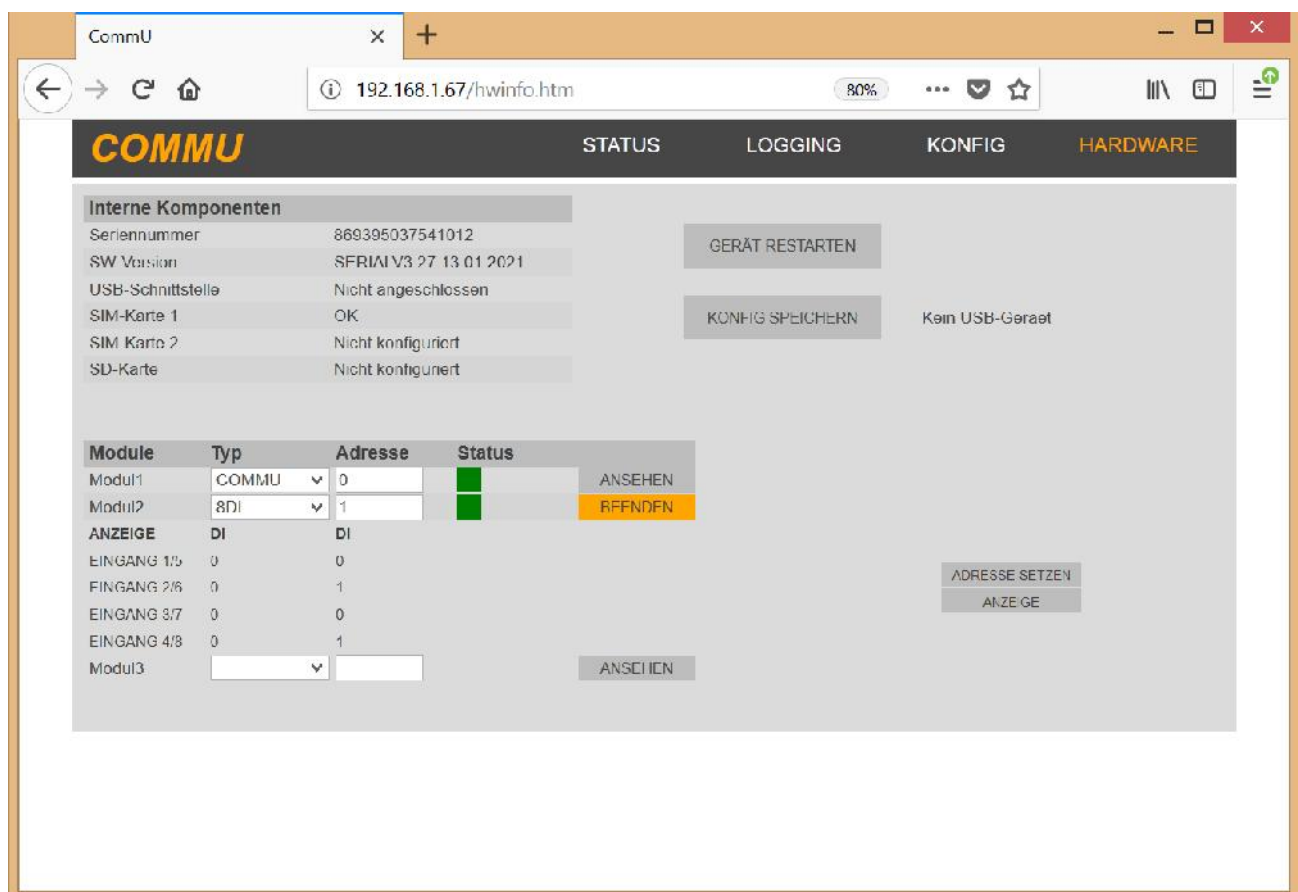 CommU
192.168.1.67/hwinfo.htm 80%
COMMU STATUS LOGGING KONFIG HARDWARE
Interne Komponenten
Seriennummer 869395037541012
GERÄT RESTARTEN
SW Version SERIALV3.27 13.01.2021
USB-Schnittstelle Nicht angeschlossen
SIM-Karte 1 OK
KONFIG SPEICHERN Kein USB-Geraet
SIM-Karte 2 Nicht konfiguriert
SD-Karte Nicht konfiguriert
Module Typ Adresse Status
Modul1 COMMU 0 ANSEHEN
Modul2 8DI 1 BEENDEN
ANZEIGE DI DI
EINGANG 1/5 0 0
EINGANG 2/6 0 1
ADRESSE SETZEN
ANZEIGE
EINGANG 3/7 0 0
EINGANG 4/8 0 1
Modul3 ANSEHEN